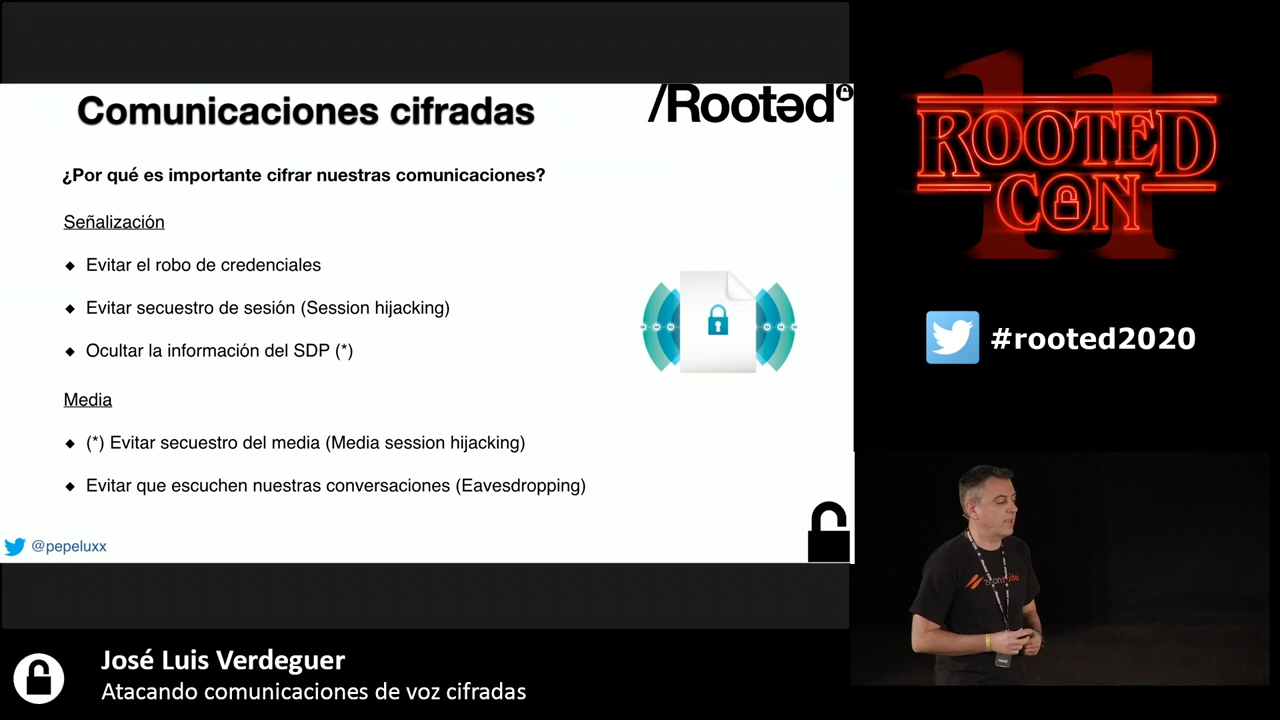 Comunicaciones cifradas
/Rootəd
¿Por qué es importante cifrar nuestras comunicaciones?
Señalización
◆ Evitar el robo de credenciales
◆ Evitar secuestro de sesión (Session hijacking)
◆ Ocultar la información del SDP (*)
Media
◆ (*) Evitar secuestro del media (Media session hijacking)
◆ Evitar que escuchen nuestras conversaciones (Eavesdropping)
@pepeluxx
11
ROOTED
CON
#rooted2020
José Luis Verdeguer
Atacando comunicaciones de voz cifradas